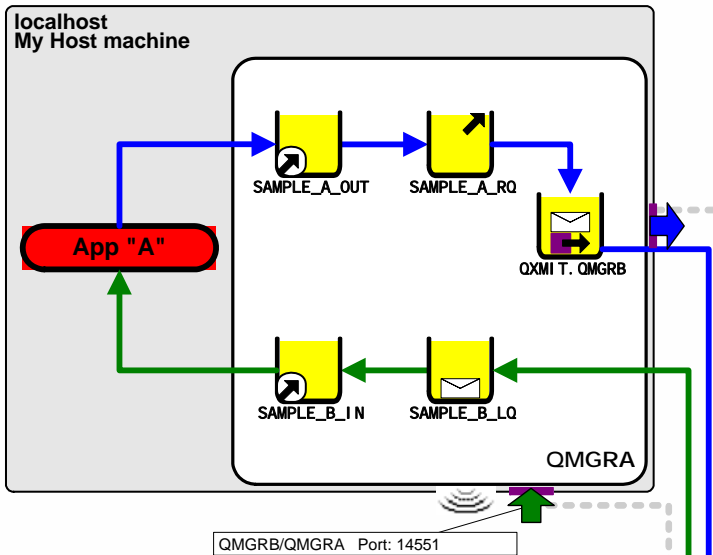 localhost
My Host machine
SAMPLE_A_OUT
SAMPLE_A_RQ
App "A"
QXMIT.QMGRB
SAMPLE_B_IN
SAMPLE_B_LQ
QMGRA
QMGRB/QMGRA Port: 14551